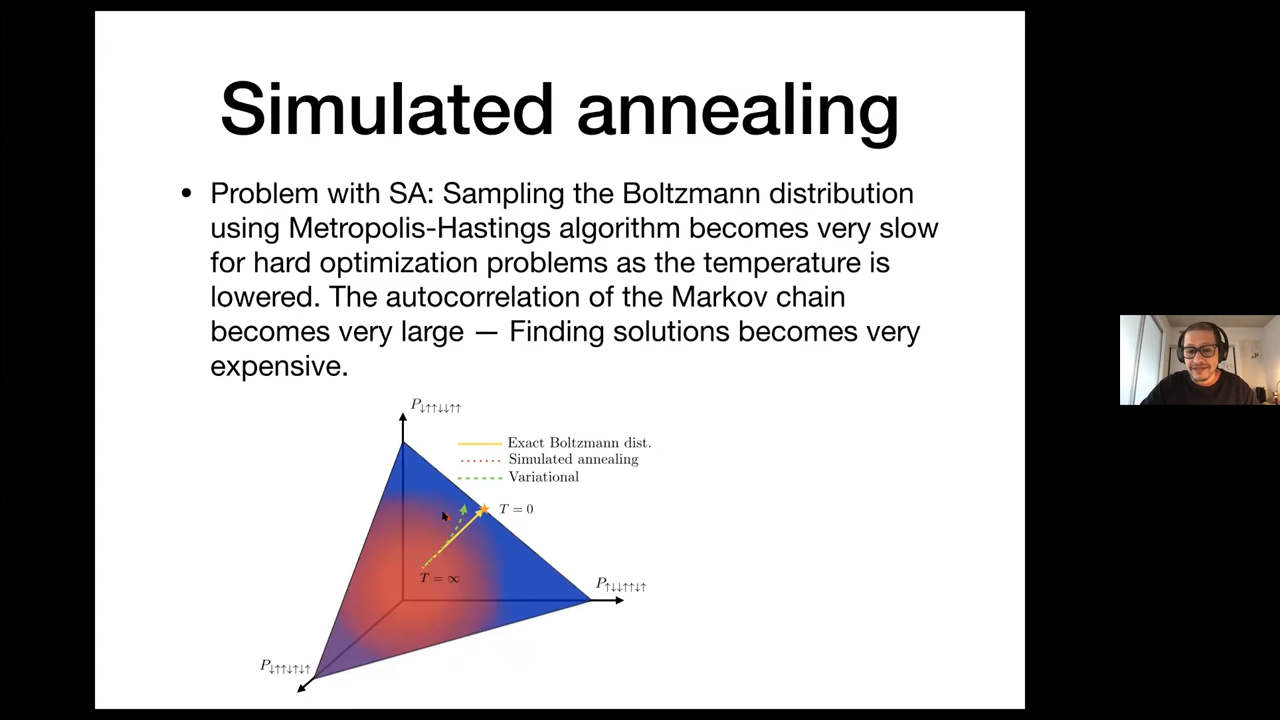 Simulated annealing
• Problem with SA: Sampling the Boltzmann distribution
using Metropolis-Hastings algorithm becomes very slow
for hard optimization problems as the temperature is
lowered. The autocorrelation of the Markov chain
becomes very large — Finding solutions becomes very
expensive.
P↓↑↑↓↓↑↑
Exact Boltzmann dist.
Simulated annealing
Variational
T = 0
T = ∞
P↑↓↓↑↑↓↑
P↓↑↑↓↑↓↑